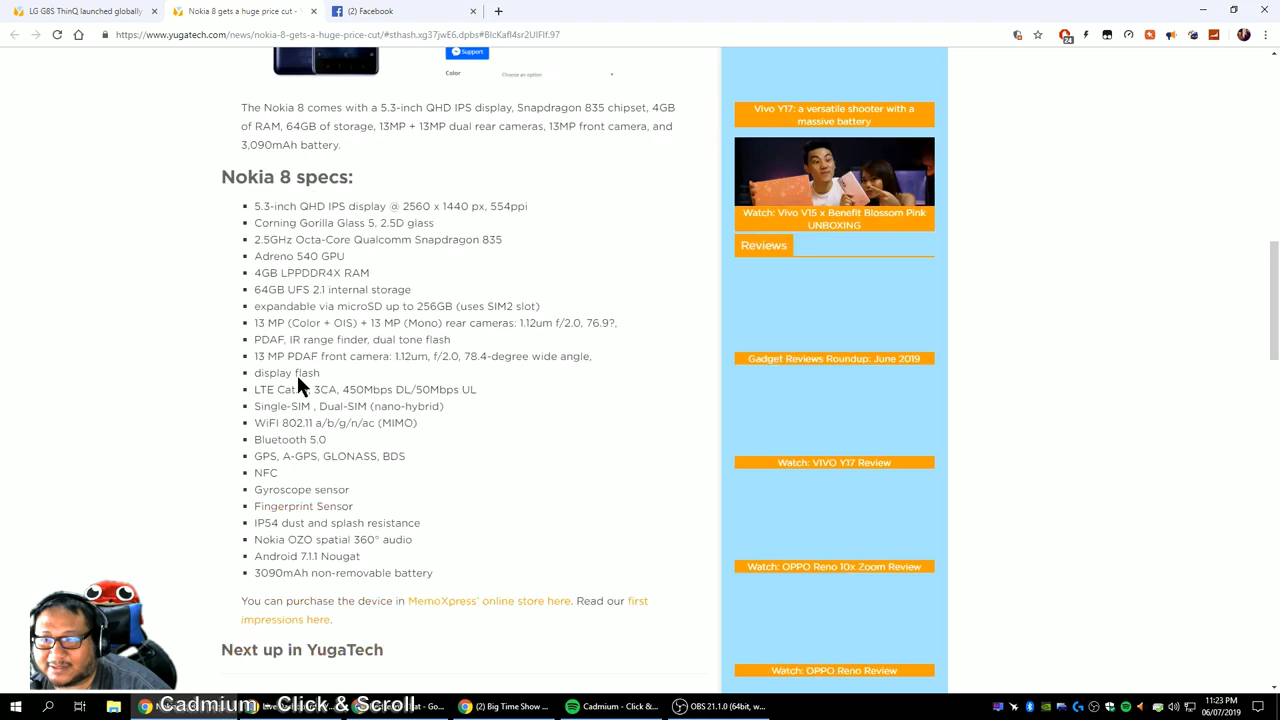 LG G8S ThinQ launched globally
Nokia 8 gets a huge price cut -
(2) Facebook
https://www.yugatech.com/news/nokia-8-gets-a-huge-price-cut/#sthash.xg37jwE6.dpbs#BlcKafl4sr2UIFIf.97
24
Support
Color
Choose an option
The Nokia 8 comes with a 5.3-inch QHD IPS display, Snapdragon 835 chipset, 4GB
of RAM, 64GB of storage, 13MP + 13MP dual rear cameras, 13MP front camera, and
3,090mAh battery.
Nokia 8 specs:
5.3-inch QHD IPS display @ 2560 x 1440 px, 554ppi
Corning Gorilla Glass 5. 2.5D glass
2.5GHz Octa-Core Qualcomm Snapdragon 835
Adreno 540 GPU
4GB LPPDDR4X RAM
64GB UFS 2.1 internal storage
expandable via microSD up to 256GB (uses SIM2 slot)
13 MP (Color + OIS) + 13 MP (Mono) rear cameras: 1.12um f/2.0, 76.9?,
PDAF, IR range finder, dual tone flash
13 MP PDAF front camera: 1.12um, f/2.0, 78.4-degree wide angle,
display flash
LTE Cat 3CA, 450Mbps DL/50Mbps UL
Single-SIM , Dual-SIM (nano-hybrid)
WiFI 802.11 a/b/g/n/ac (MIMO)
Bluetooth 5.0
GPS, A-GPS, GLONASS, BDS
NFC
Gyroscope sensor
Fingerprint Sensor
IP54 dust and splash resistance
Nokia OZO spatial 360° audio
Android 7.1.1 Nougat
3090mAh non-removable battery
You can purchase the device in MemoXpress' online store here. Read our first
impressions here.
Next up in YugaTech
Vivo Y17: a versatile shooter with a
massive battery
Watch: Vivo V15 x Benefit Blossom Pink
UNBOXING
Reviews
Gadget Reviews Roundup: June 2019
Watch: VIVO Y17 Review
Watch: OPPO Reno 10x Zoom Review
Watch: OPPO Reno Review
Cadmium - Click & Scroll
(2) Big Time Show ...
Cadmium - Click &...
OBS 21.1.0 (64bit, w...
11:23 PM
06/07/2019